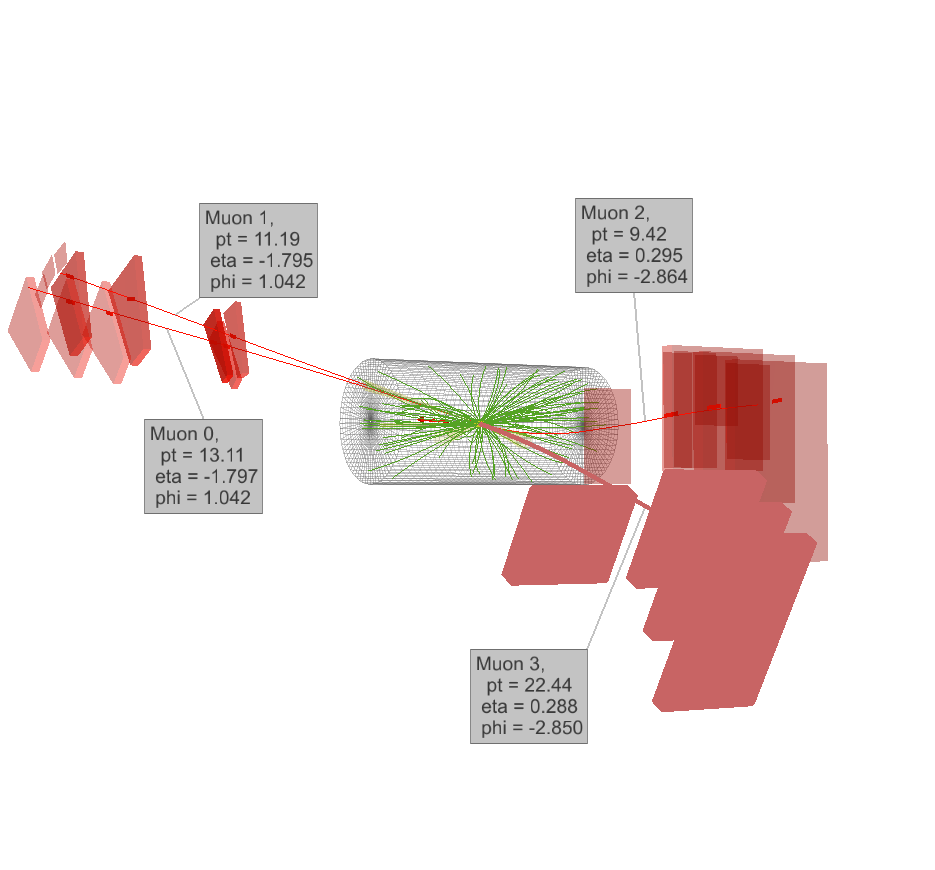 Muon 1,
pt = 11.19
eta = -1.795
phi = 1.042
Muon 2,
pt = 9.42
eta = 0.295
phi = -2.864
Muon 0,
pt = 13.11
eta = -1.797
phi = 1.042
Muon 3,
pt = 22.44
eta = 0.288
phi = -2.850